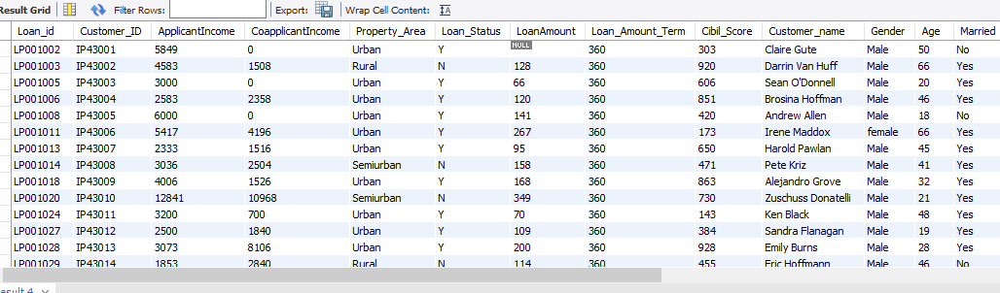 Result Grid Filter Rows: Export: Wrap Cell Content:
Loan_id Customer_ID ApplicantIncome CoapplicantIncome Property_Area Loan_Status LoanAmount Loan_Amount_Term Cibil_Score Customer_name Gender Age Married
LP001002 IP43001 5849 0 Urban Y NULL 360 303 Claire Gute Male 50 No
LP001003 IP43002 4583 1508 Rural N 128 360 920 Darrin Van Huff Male 66 Yes
LP001005 IP43003 3000 0 Urban Y 66 360 606 Sean O'Donnell Male 20 Yes
LP001006 IP43004 2583 2358 Urban Y 120 360 851 Brosina Hoffman Male 46 Yes
LP001008 IP43005 6000 0 Urban Y 141 360 420 Andrew Allen Male 18 No
LP001011 IP43006 5417 4196 Urban Y 267 360 173 Irene Maddox female 66 Yes
LP001013 IP43007 2333 1516 Urban Y 95 360 650 Harold Pawlan Male 45 Yes
LP001014 IP43008 3036 2504 Semiurban N 158 360 471 Pete Kriz Male 41 Yes
LP001018 IP43009 4006 1526 Urban Y 168 360 863 Alejandro Grove Male 32 Yes
LP001020 IP43010 12841 10968 Semiurban N 349 360 730 Zuschuss Donatelli Male 21 Yes
LP001024 IP43011 3200 700 Urban Y 70 360 143 Ken Black Male 48 Yes
LP001027 IP43012 2500 1840 Urban Y 109 360 384 Sandra Flanagan Male 19 Yes
LP001028 IP43013 3073 8106 Urban Y 200 360 928 Emily Burns Male 28 Yes
LP001029 IP43014 1853 2840 Rural N 114 360 455 Eric Hoffmann Male 46 No
esult 4